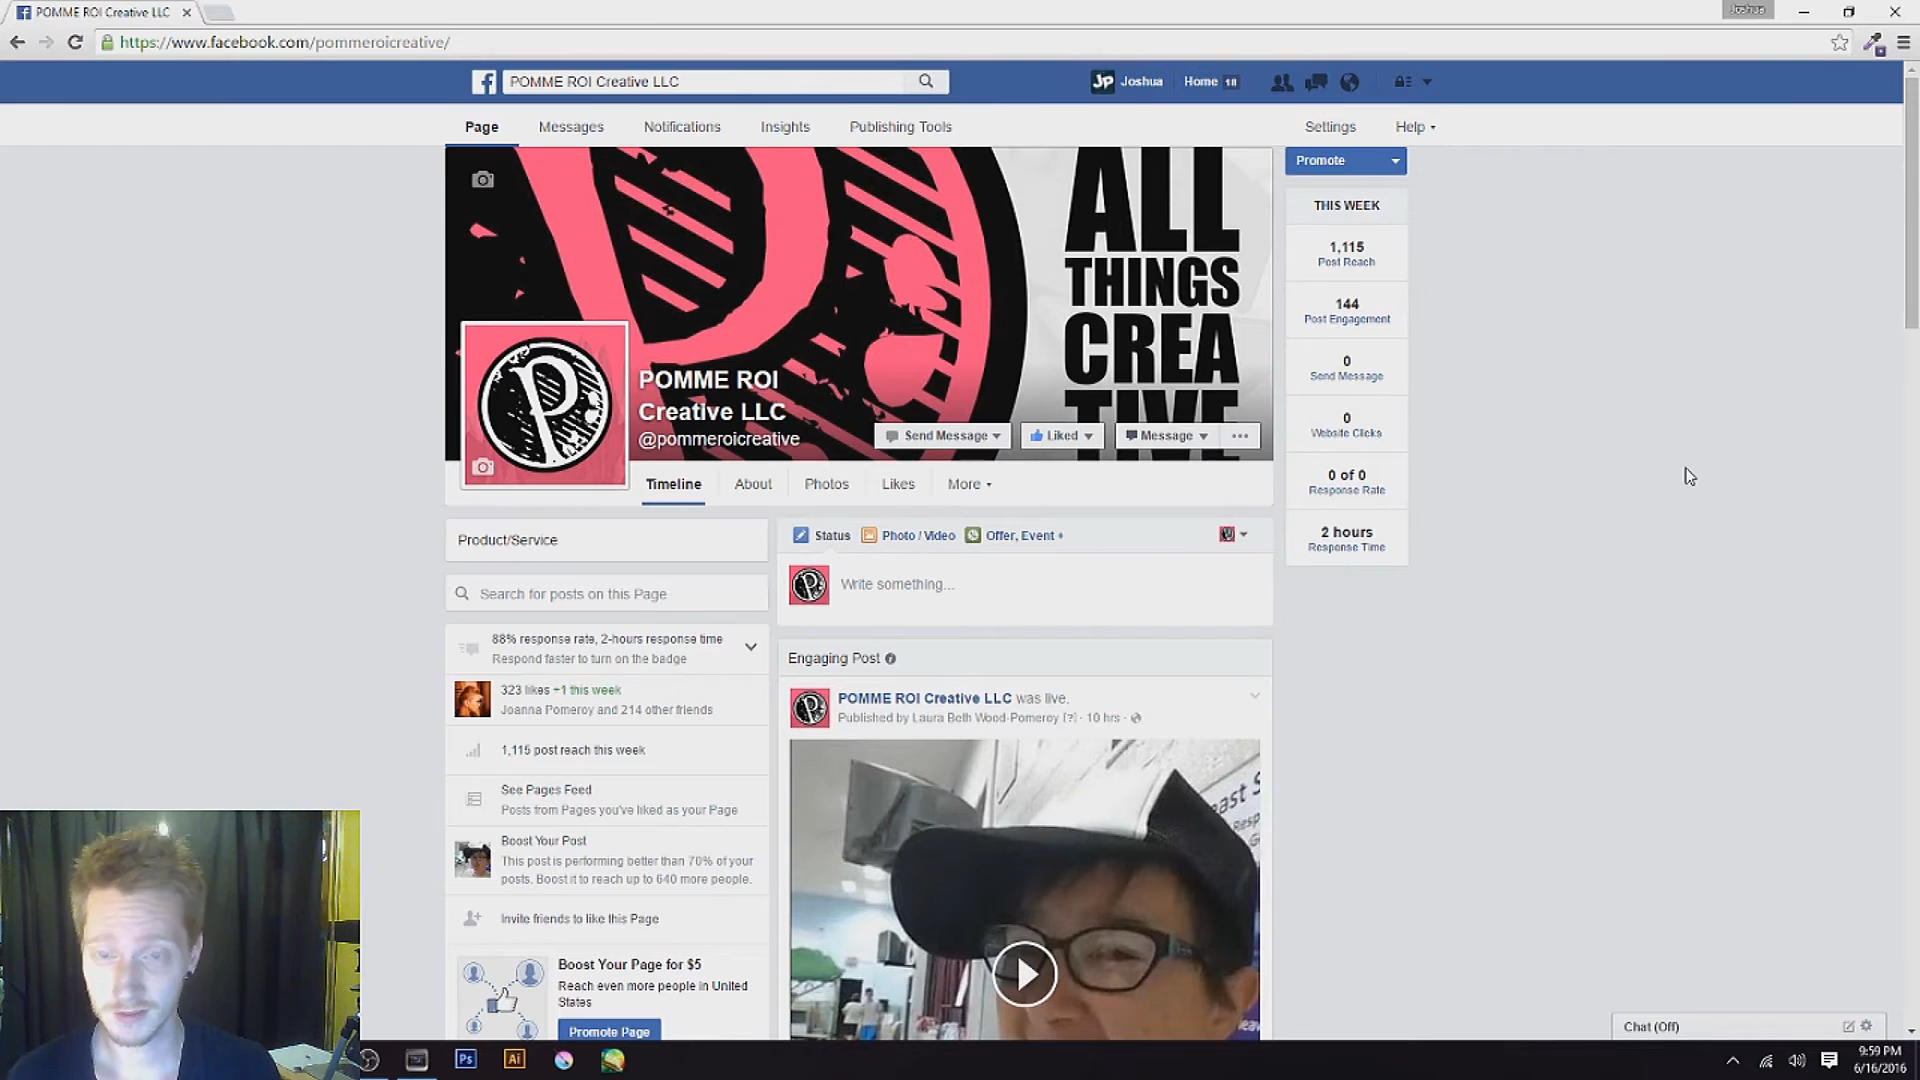 POMME ROI Creative LLC
Joshua
https://www.facebook.com/pommeroicreative/
POMME ROI Creative LLC
JP Joshua Home 18
Page Messages Notifications Insights Publishing Tools Settings Help
ALL
THINGS
CREA
TIVE
Promote
THIS WEEK
1,115
Post Reach
144
Post Engagement
0
Send Message
0
Website Clicks
0 of 0
Response Rate
2 hours
Response Time
P
POMME ROI
Creative LLC
@pommeroicreative
Send Message Liked Message
Timeline About Photos Likes More
Product/Service
Search for posts on this Page
88% response rate, 2-hours response time
Respond faster to turn on the badge
323 likes +1 this week
Joanna Pomeroy and 214 other friends
1,115 post reach this week
See Pages Feed
Posts from Pages you've liked as your Page
Boost Your Post
This post is performing better than 70% of your
posts. Boost it to reach up to 640 more people.
Invite friends to like this Page
Boost Your Page for $5
Reach even more people in United
States
Promote Page
Status Photo / Video Offer, Event +
Write something...
Engaging Post
POMME ROI Creative LLC was live.
Published by Laura Beth Wood-Pomeroy [?] · 10 hrs ·
Chat (Off)
Ps Ai
9:59 PM
6/16/2016